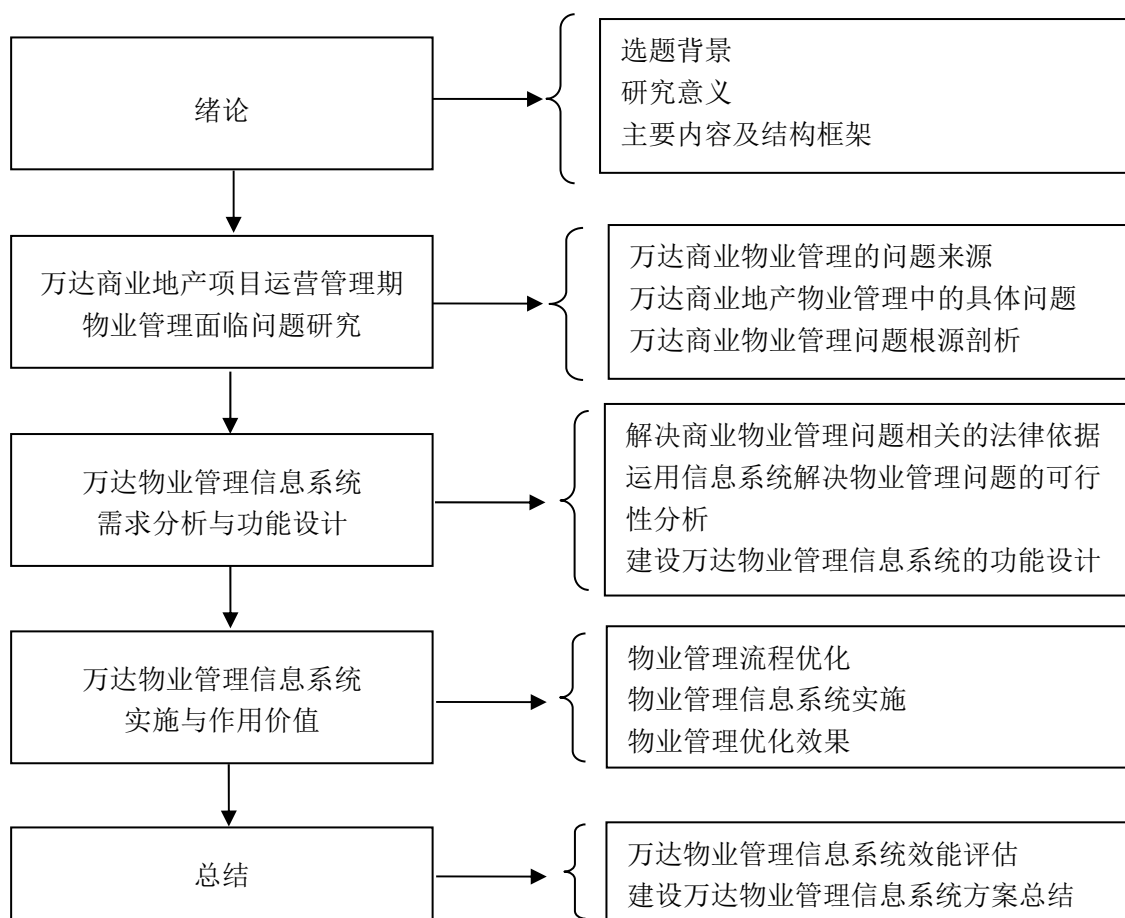 绪论
选题背景
研究意义
主要内容及结构框架
万达商业地产项目运营管理期
物业管理面临问题研究
万达商业物业管理的问题来源
万达商业地产物业管理中的具体问题
万达商业物业管理问题根源剖析
万达物业管理信息系统
需求分析与功能设计
解决商业物业管理问题相关的法律依据
运用信息系统解决物业管理问题的可行
性分析
建设万达物业管理信息系统的功能设计
万达物业管理信息系统
实施与作用价值
物业管理流程优化
物业管理信息系统实施
物业管理优化效果
总结
万达物业管理信息系统效能评估
建设万达物业管理信息系统方案总结